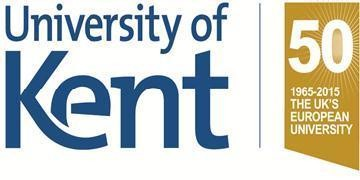 University of
Kent
50
1965-2015
THE UK'S
EUROPEAN
UNIVERSITY